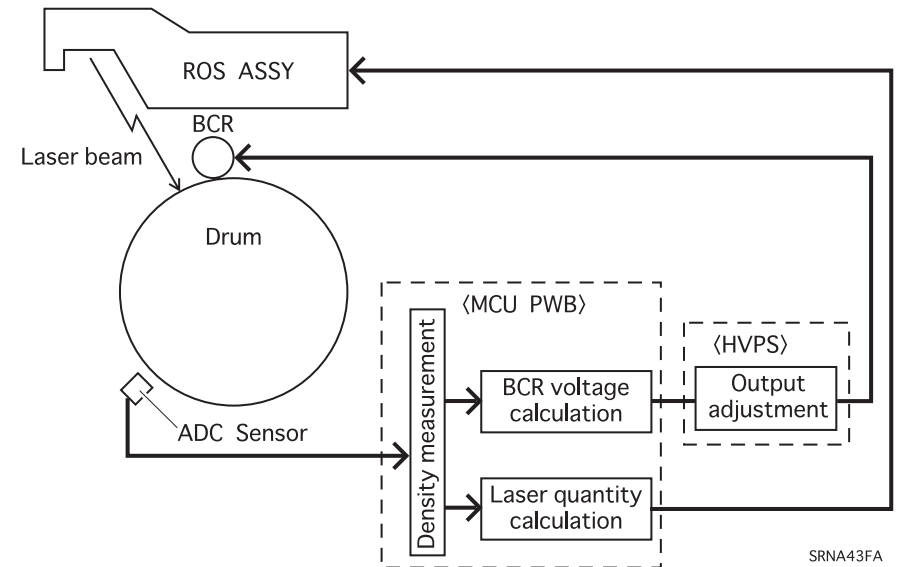 ROS ASSY
BCR
Laser beam
Drum
〈MCU PWB〉
〈HVPS〉
Density measurement
BCR voltage
calculation
Output
adjustment
ADC Sensor
Laser quantity
calculation
SRNA43FA